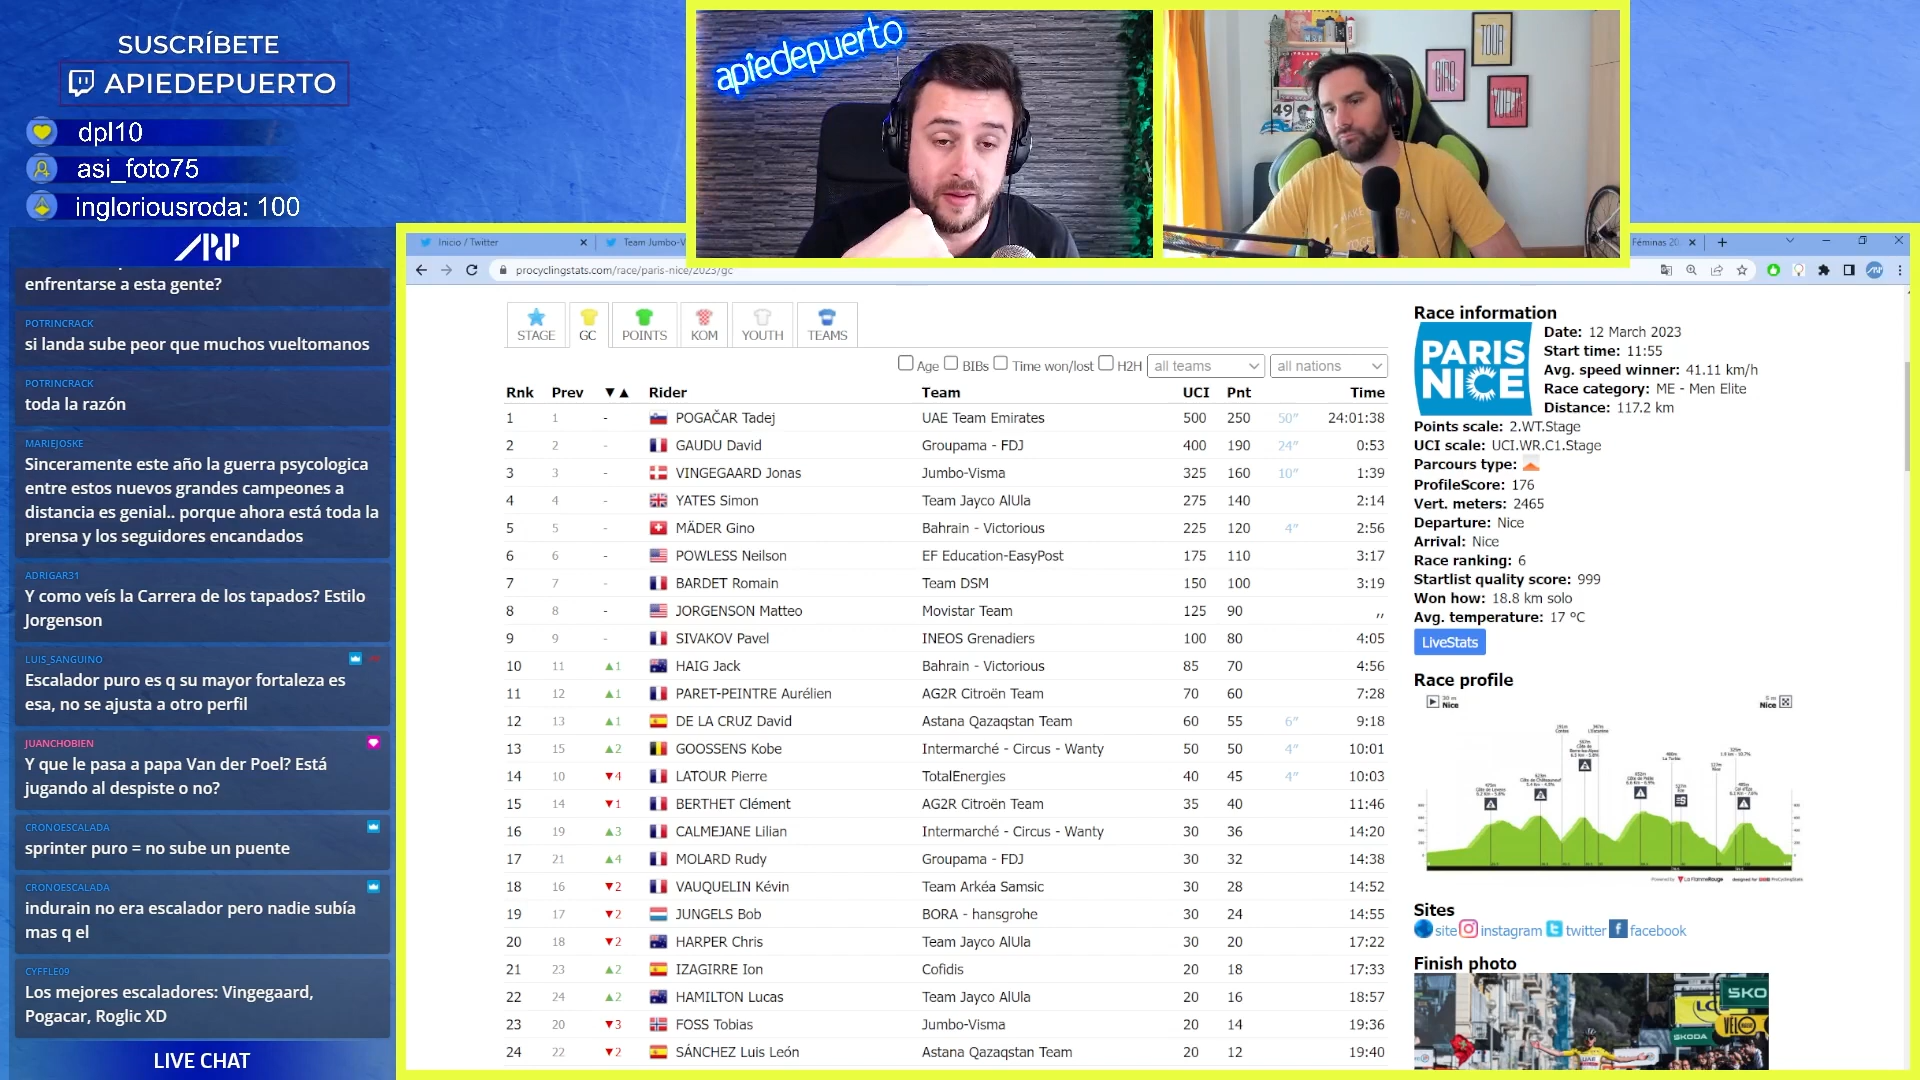 SUSCRÍBETE
APIEDEPUERTO
dpl10
asi_foto75
ingloriousroda: 100
enfrentarse a esta gente?
POTRINCRACK
si landa sube peor que muchos vueltomanos
POTRINCRACK
toda la razón
MARIEJOSKE
Sinceramente este año la guerra psycologica
entre estos nuevos grandes campeones a
distancia es genial.. porque ahora está toda la
prensa y los seguidores encandados
ADRIGAR31
Y como veís la Carrera de los tapados? Estilo
Jorgenson
LUIS_SANGUINO
Escalador puro es q su mayor fortaleza es
esa, no se ajusta a otro perfil
JUANCHOBIEN
Y que le pasa a papa Van der Poel? Está
jugando al despiste o no?
CRONOESCALADA
sprinter puro = no sube un puente
CRONOESCALADA
indurain no era escalador pero nadie subía
mas q el
CYFFLE09
Los mejores escaladores: Vingegaard,
Pogacar, Roglic XD
LIVE CHAT
apiedepuerto
TOUR
GIRO
VUELTA
49
Inicio / Twitter
Team Jumbo-V
Féminas 20
procyclingstats.com/race/paris-nice/2023/gc
STAGE GC POINTS KOM YOUTH TEAMS
Age BIBs Time won/lost H2H all teams all nations
Rnk Prev ▼▲ Rider Team UCI Pnt Time
1 1 - POGAČAR Tadej UAE Team Emirates 500 250 50″ 24:01:38
2 2 - GAUDU David Groupama - FDJ 400 190 24″ 0:53
3 3 - VINGEGAARD Jonas Jumbo-Visma 325 160 10″ 1:39
4 4 - YATES Simon Team Jayco AlUla 275 140 2:14
5 5 - MÄDER Gino Bahrain - Victorious 225 120 4″ 2:56
6 6 - POWLESS Neilson EF Education-EasyPost 175 110 3:17
7 7 - BARDET Romain Team DSM 150 100 3:19
8 8 - JORGENSON Matteo Movistar Team 125 90 ,,
9 9 - SIVAKOV Pavel INEOS Grenadiers 100 80 4:05
10 11 ▲1 HAIG Jack Bahrain - Victorious 85 70 4:56
11 12 ▲1 PARET-PEINTRE Aurélien AG2R Citroën Team 70 60 7:28
12 13 ▲1 DE LA CRUZ David Astana Qazaqstan Team 60 55 6″ 9:18
13 15 ▲2 GOOSSENS Kobe Intermarché - Circus - Wanty 50 50 4″ 10:01
14 10 ▼4 LATOUR Pierre TotalEnergies 40 45 4″ 10:03
15 14 ▼1 BERTHET Clément AG2R Citroën Team 35 40 11:46
16 19 ▲3 CALMEJANE Lilian Intermarché - Circus - Wanty 30 36 14:20
17 21 ▲4 MOLARD Rudy Groupama - FDJ 30 32 14:38
18 16 ▼2 VAUQUELIN Kévin Team Arkéa Samsic 30 28 14:52
19 17 ▼2 JUNGELS Bob BORA - hansgrohe 30 24 14:55
20 18 ▼2 HARPER Chris Team Jayco AlUla 30 20 17:22
21 23 ▲2 IZAGIRRE Ion Cofidis 20 18 17:33
22 24 ▲2 HAMILTON Lucas Team Jayco AlUla 20 16 18:57
23 20 ▼3 FOSS Tobias Jumbo-Visma 20 14 19:36
24 22 ▼2 SÁNCHEZ Luis León Astana Qazaqstan Team 20 12 19:40
Race information
PARIS
NICE
Date: 12 March 2023
Start time: 11:55
Avg. speed winner: 41.11 km/h
Race category: ME - Men Elite
Distance: 117.2 km
Points scale: 2.WT.Stage
UCI scale: UCI.WR.C1.Stage
Parcours type:
ProfileScore: 176
Vert. meters: 2465
Departure: Nice
Arrival: Nice
Race ranking: 6
Startlist quality score: 999
Won how: 18.8 km solo
Avg. temperature: 17 °C
LiveStats
Race profile
Nice
Nice
Sites
site instagram twitter facebook
Finish photo
SKO
SKODA